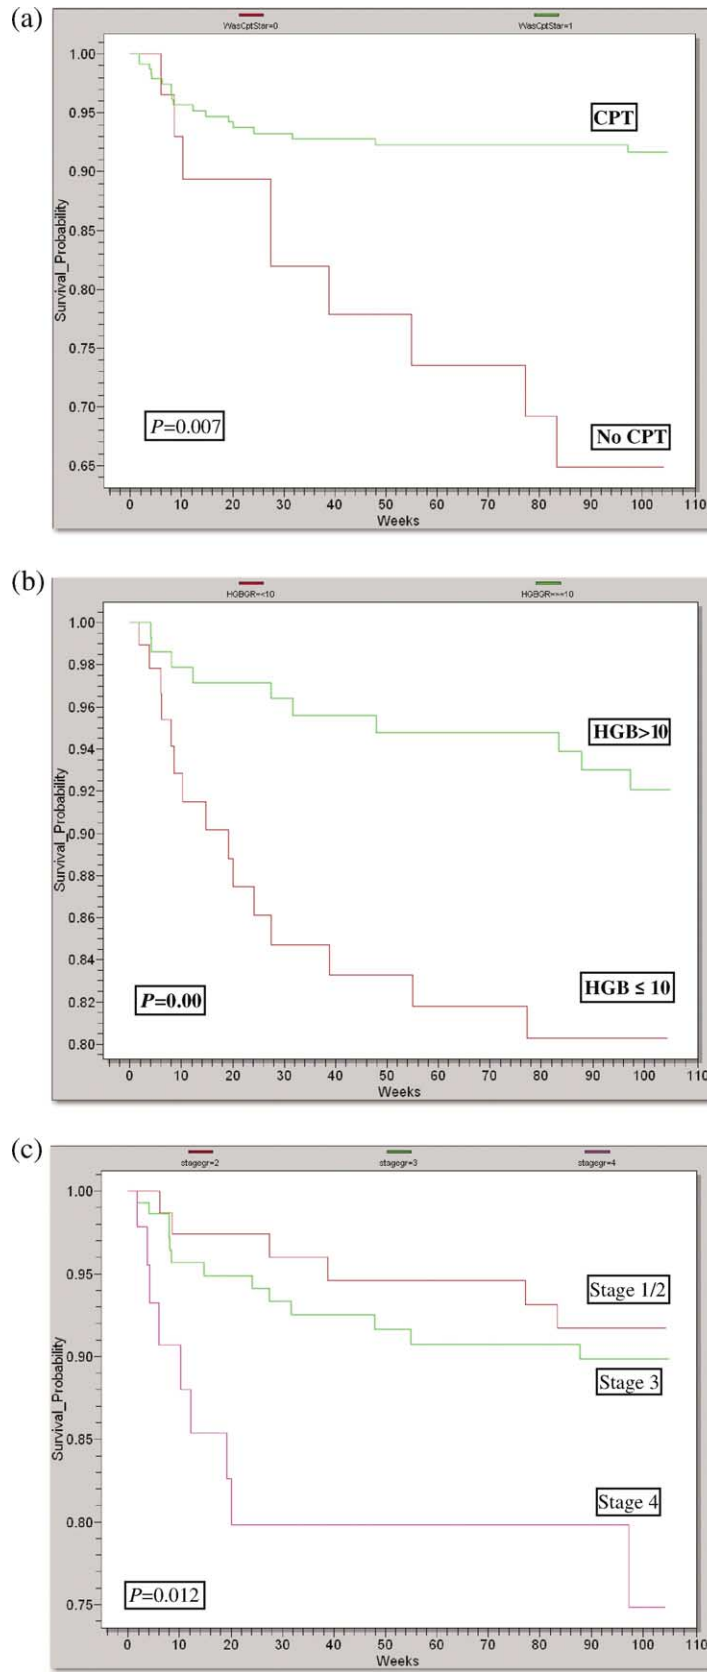 (a)
WasCptStar=0 WasCptStar=1
1.00
0.95
CPT
0.90
0.80
0.75
0.70
No CPT
P=0.007
0.65
Survival_Probability
0 10 20 30 40 50 60 70 80 90 100 110
Weeks
(b)
HGBGR=<10 HGBGR=>=10
1.00
0.98
0.96
HGB>10
0.94
0.92
0.90
0.88
0.86
0.84
HGB ≤ 10
P=0.00
0.82
0.80
Survival_Probability
0 10 20 30 40 50 60 70 80 90 100 110
Weeks
(c)
stagegr=2 stagegr=3 stagegr=4
1.00
0.95
Stage 1/2
0.90
Stage 3
0.85
0.80
Stage 4
P=0.012
0.75
Survival_Probability
0 10 20 30 40 50 60 70 80 90 100 110
Weeks